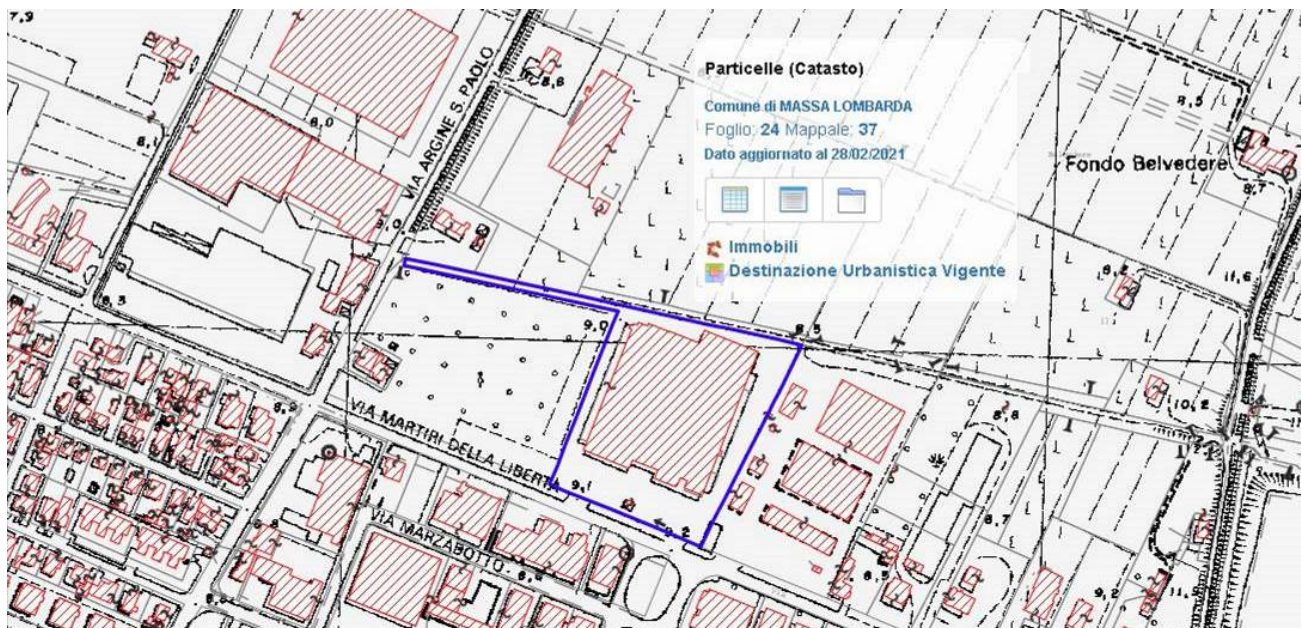 7,9
8,6
Particelle (Catasto)
Comune di MASSA LOMBARDA
Foglio: 24 Mappale: 37
Dato aggiornato al 28/02/2021
Immobili
Destinazione Urbanistica Vigente
VIA ARGINE S. PAOLO
8,5
Fondo Belvedere
8,7
8,0
8,1
9,0
8,2
11,6
8,3
9,0
8,5
10,2
8,8
8,9
VIA MARTIRI DELLA LIBERTA'
9,1
VIA MARZABOTTO
8,7
9,2
11,5